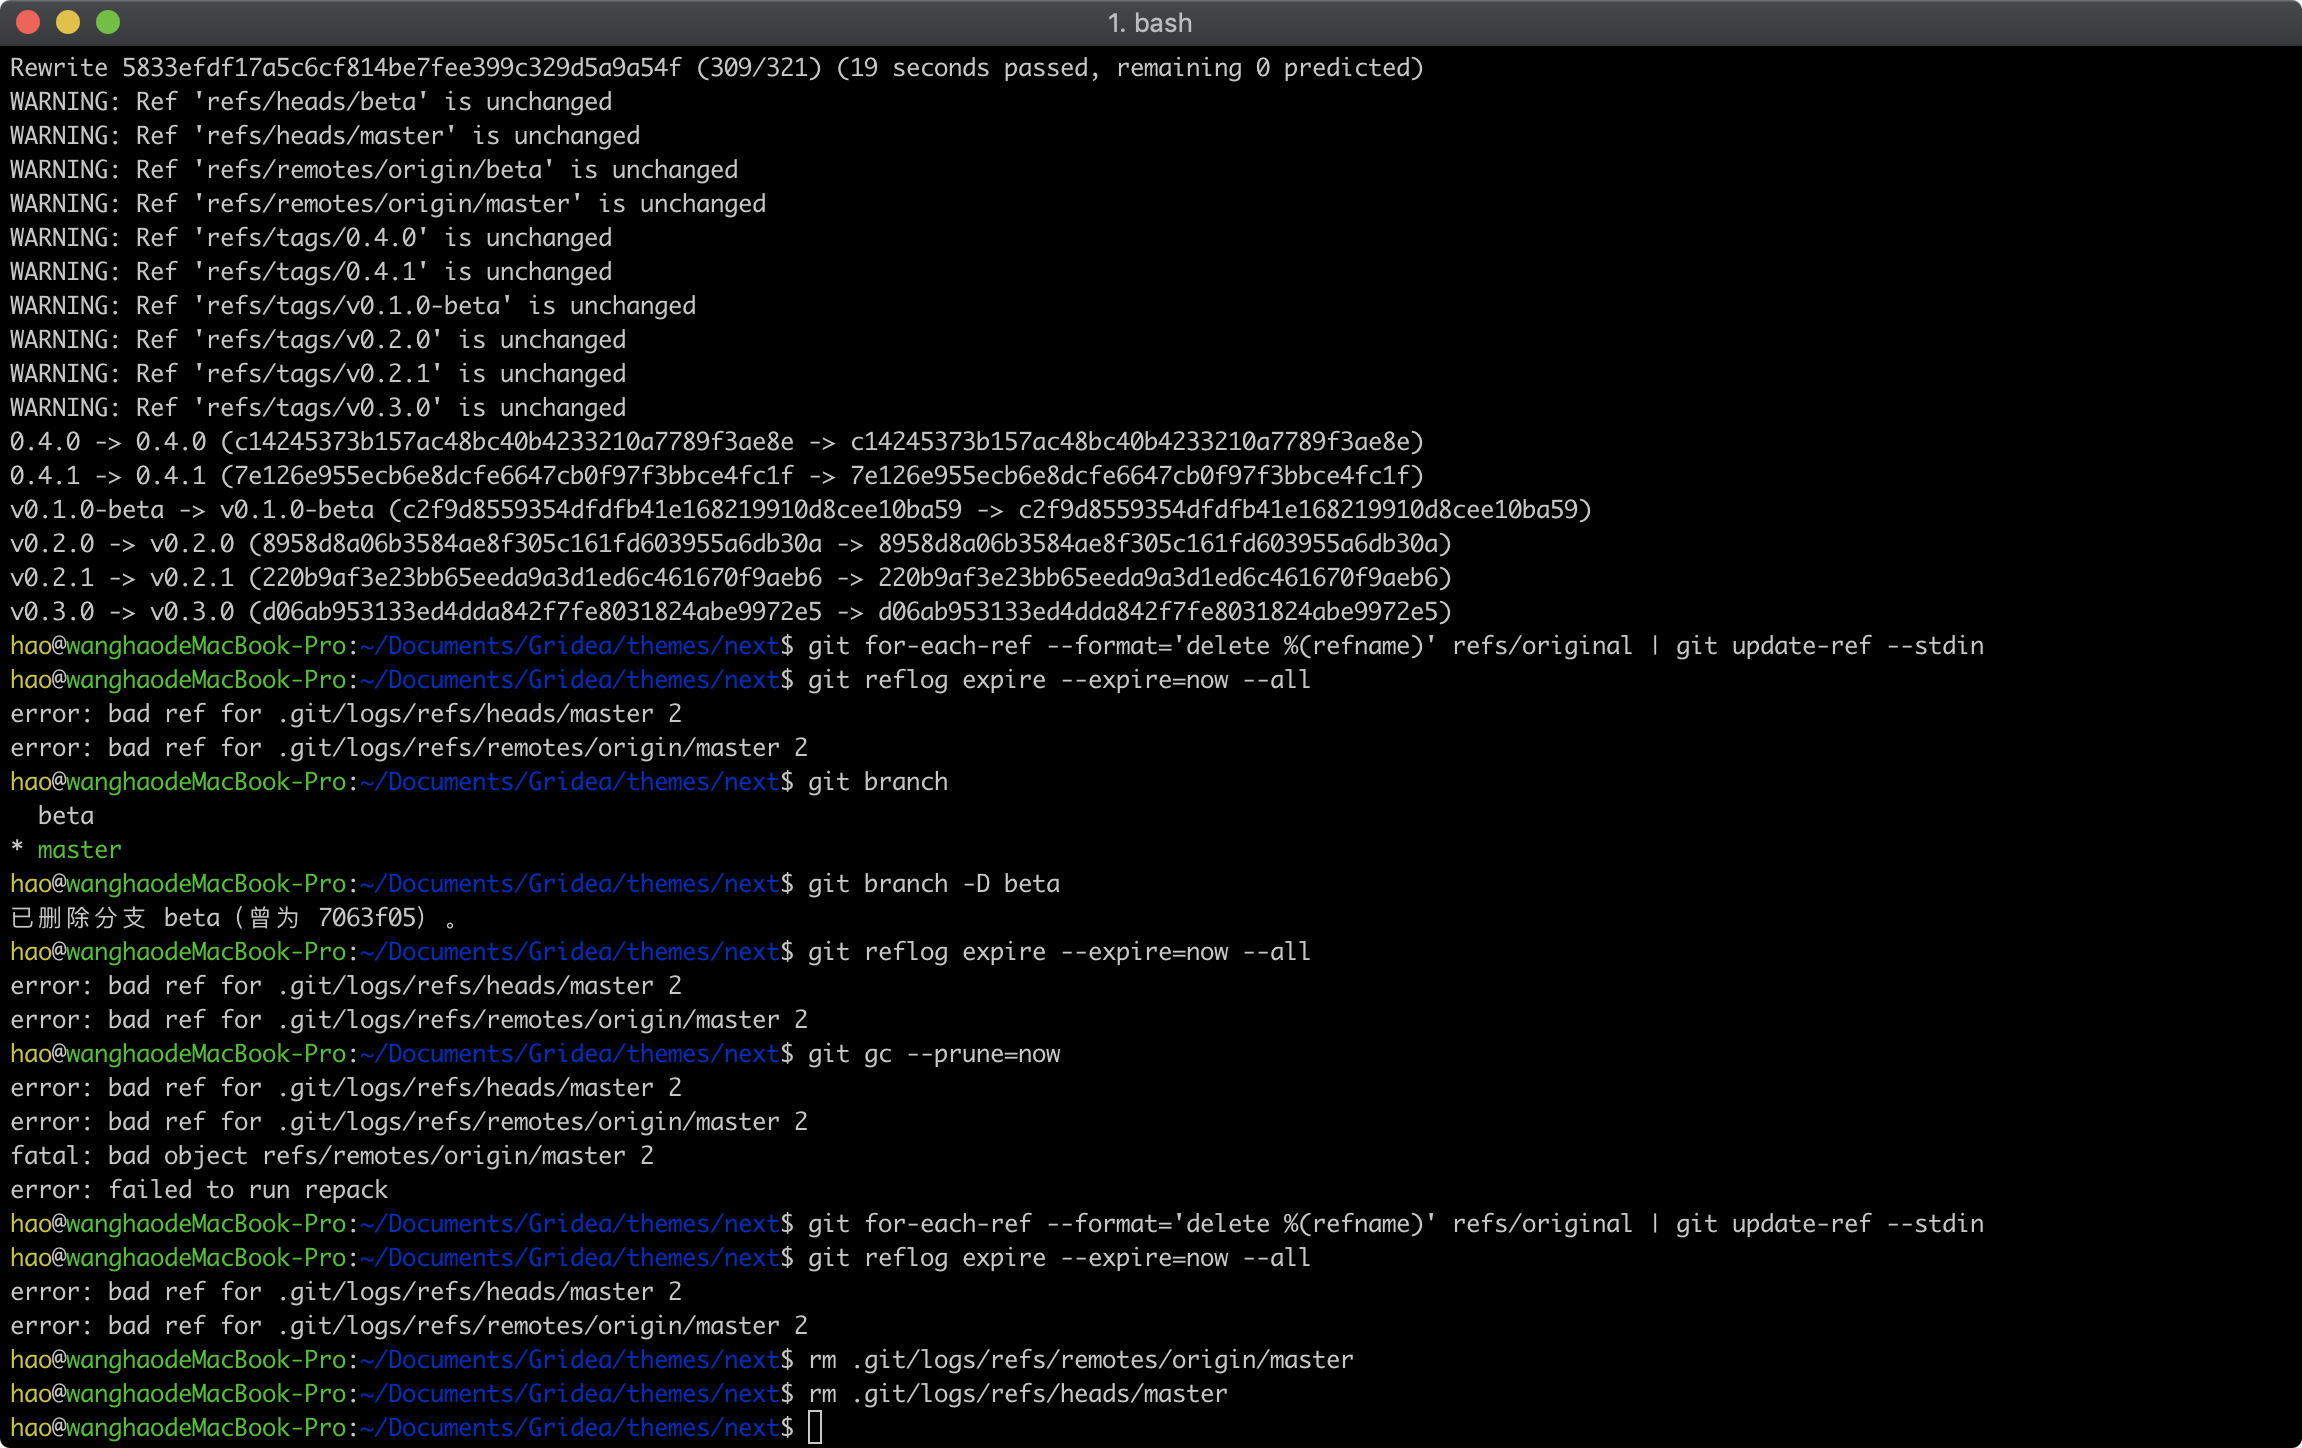 1. bash
Rewrite 5833efdf17a5c6cf814be7fee399c329d5a9a54f (309/321) (19 seconds passed, remaining 0 predicted)
WARNING: Ref 'refs/heads/beta' is unchanged
WARNING: Ref 'refs/heads/master' is unchanged
WARNING: Ref 'refs/remotes/origin/beta' is unchanged
WARNING: Ref 'refs/remotes/origin/master' is unchanged
WARNING: Ref 'refs/tags/0.4.0' is unchanged
WARNING: Ref 'refs/tags/0.4.1' is unchanged
WARNING: Ref 'refs/tags/v0.1.0-beta' is unchanged
WARNING: Ref 'refs/tags/v0.2.0' is unchanged
WARNING: Ref 'refs/tags/v0.2.1' is unchanged
WARNING: Ref 'refs/tags/v0.3.0' is unchanged
0.4.0 -> 0.4.0 (c14245373b157ac48bc40b4233210a7789f3ae8e -> c14245373b157ac48bc40b4233210a7789f3ae8e)
0.4.1 -> 0.4.1 (7e126e955ecb6e8dcfe6647cb0f97f3bbce4fc1f -> 7e126e955ecb6e8dcfe6647cb0f97f3bbce4fc1f)
v0.1.0-beta -> v0.1.0-beta (c2f9d8559354dfdfb41e168219910d8cee10ba59 -> c2f9d8559354dfdfb41e168219910d8cee10ba59)
v0.2.0 -> v0.2.0 (8958d8a06b3584ae8f305c161fd603955a6db30a -> 8958d8a06b3584ae8f305c161fd603955a6db30a)
v0.2.1 -> v0.2.1 (220b9af3e23bb65eeda9a3d1ed6c461670f9aeb6 -> 220b9af3e23bb65eeda9a3d1ed6c461670f9aeb6)
v0.3.0 -> v0.3.0 (d06ab953133ed4dda842f7fe8031824abe9972e5 -> d06ab953133ed4dda842f7fe8031824abe9972e5)
hao@wanghaodeMacBook-Pro:~/Documents/Gridea/themes/next$ git for-each-ref --format='delete %(refname)' refs/original | git update-ref --stdin
hao@wanghaodeMacBook-Pro:~/Documents/Gridea/themes/next$ git reflog expire --expire=now --all
error: bad ref for .git/logs/refs/heads/master 2
error: bad ref for .git/logs/refs/remotes/origin/master 2
hao@wanghaodeMacBook-Pro:~/Documents/Gridea/themes/next$ git branch
  beta
* master
hao@wanghaodeMacBook-Pro:~/Documents/Gridea/themes/next$ git branch -D beta
已删除分支 beta（曾为 7063f05）。
hao@wanghaodeMacBook-Pro:~/Documents/Gridea/themes/next$ git reflog expire --expire=now --all
error: bad ref for .git/logs/refs/heads/master 2
error: bad ref for .git/logs/refs/remotes/origin/master 2
hao@wanghaodeMacBook-Pro:~/Documents/Gridea/themes/next$ git gc --prune=now
error: bad ref for .git/logs/refs/heads/master 2
error: bad ref for .git/logs/refs/remotes/origin/master 2
fatal: bad object refs/remotes/origin/master 2
error: failed to run repack
hao@wanghaodeMacBook-Pro:~/Documents/Gridea/themes/next$ git for-each-ref --format='delete %(refname)' refs/original | git update-ref --stdin
hao@wanghaodeMacBook-Pro:~/Documents/Gridea/themes/next$ git reflog expire --expire=now --all
error: bad ref for .git/logs/refs/heads/master 2
error: bad ref for .git/logs/refs/remotes/origin/master 2
hao@wanghaodeMacBook-Pro:~/Documents/Gridea/themes/next$ rm .git/logs/refs/remotes/origin/master
hao@wanghaodeMacBook-Pro:~/Documents/Gridea/themes/next$ rm .git/logs/refs/heads/master
hao@wanghaodeMacBook-Pro:~/Documents/Gridea/themes/next$